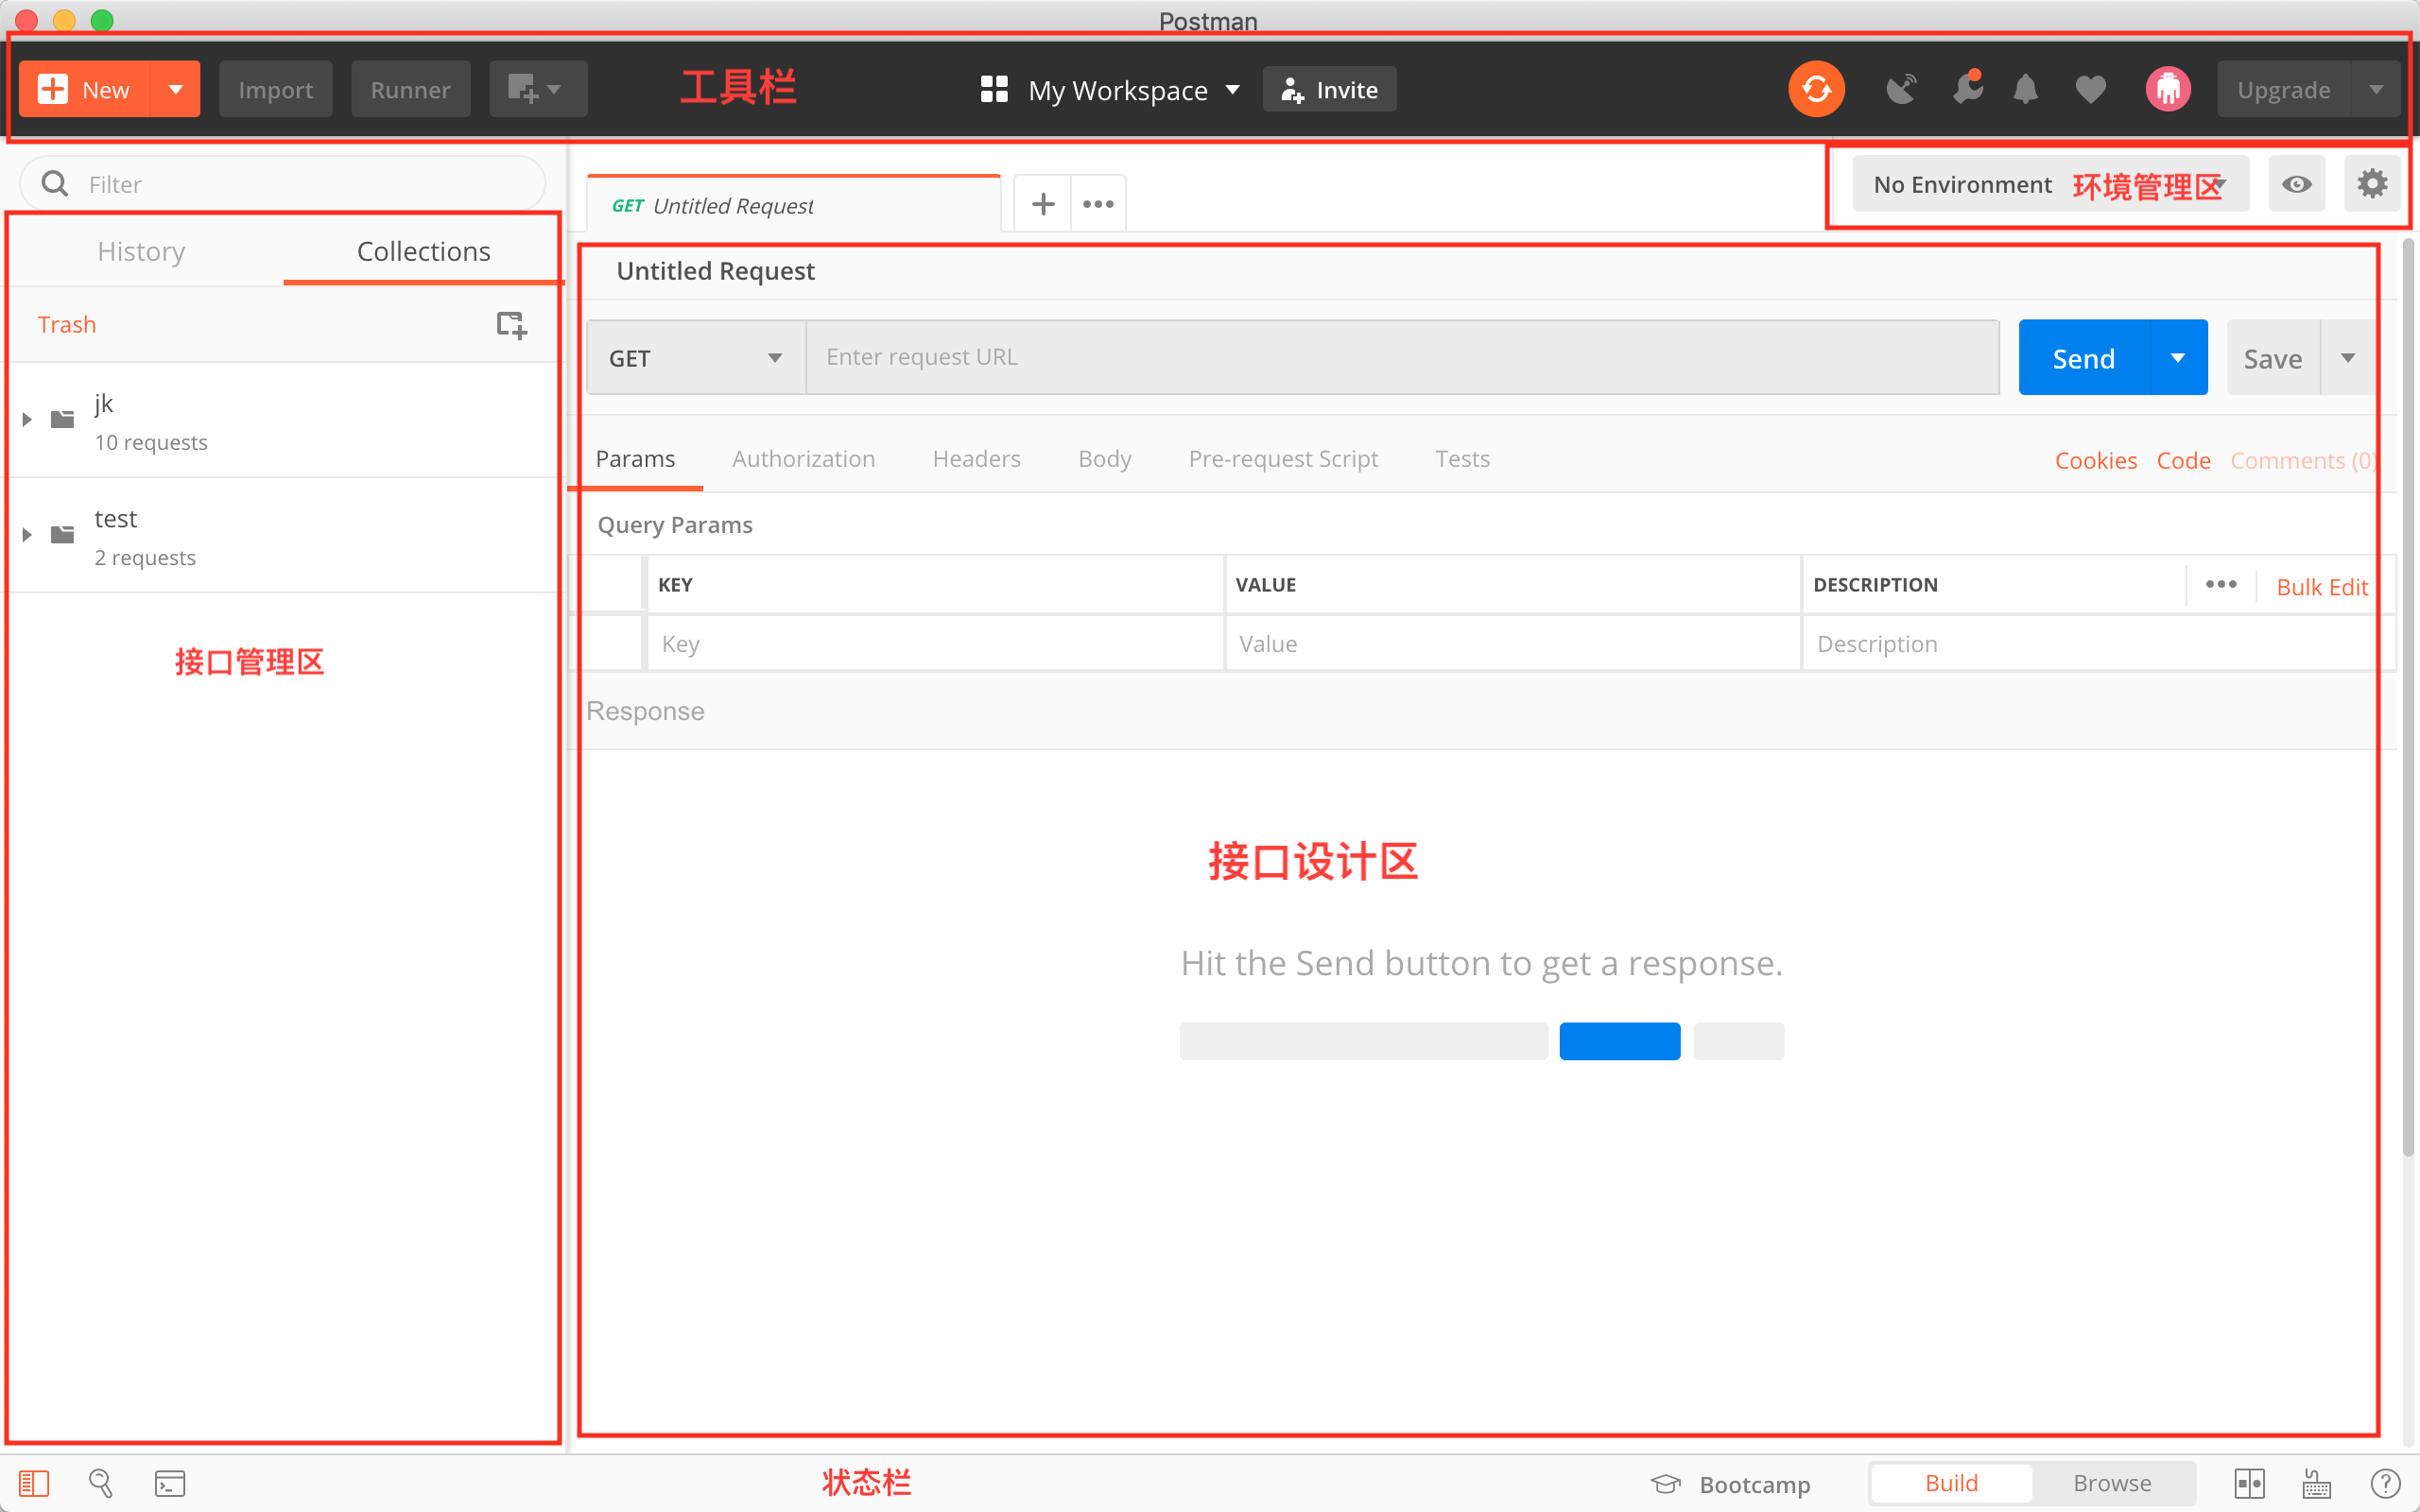 Postman
New
Import
Runner
工具栏
My Workspace
Invite
Upgrade
Filter
GET Untitled Request
No Environment
环境管理区
History
Collections
Trash
jk
10 requests
test
2 requests
接口管理区
Untitled Request
GET
Enter request URL
Send
Save
Params
Authorization
Headers
Body
Pre-request Script
Tests
Cookies
Code
Comments (0)
Query Params
KEY
VALUE
DESCRIPTION
Bulk Edit
Key
Value
Description
Response
接口设计区
Hit the Send button to get a response.
状态栏
Bootcamp
Build
Browse